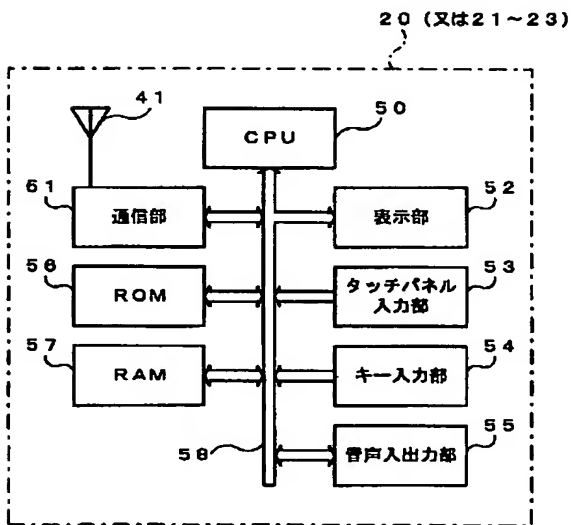 20（又は21～23）
41
CPU
50
51
通信部
表示部
52
56
ROM
タッチパネル
入力部
53
57
RAM
キー入力部
54
58
音声入出力部
55